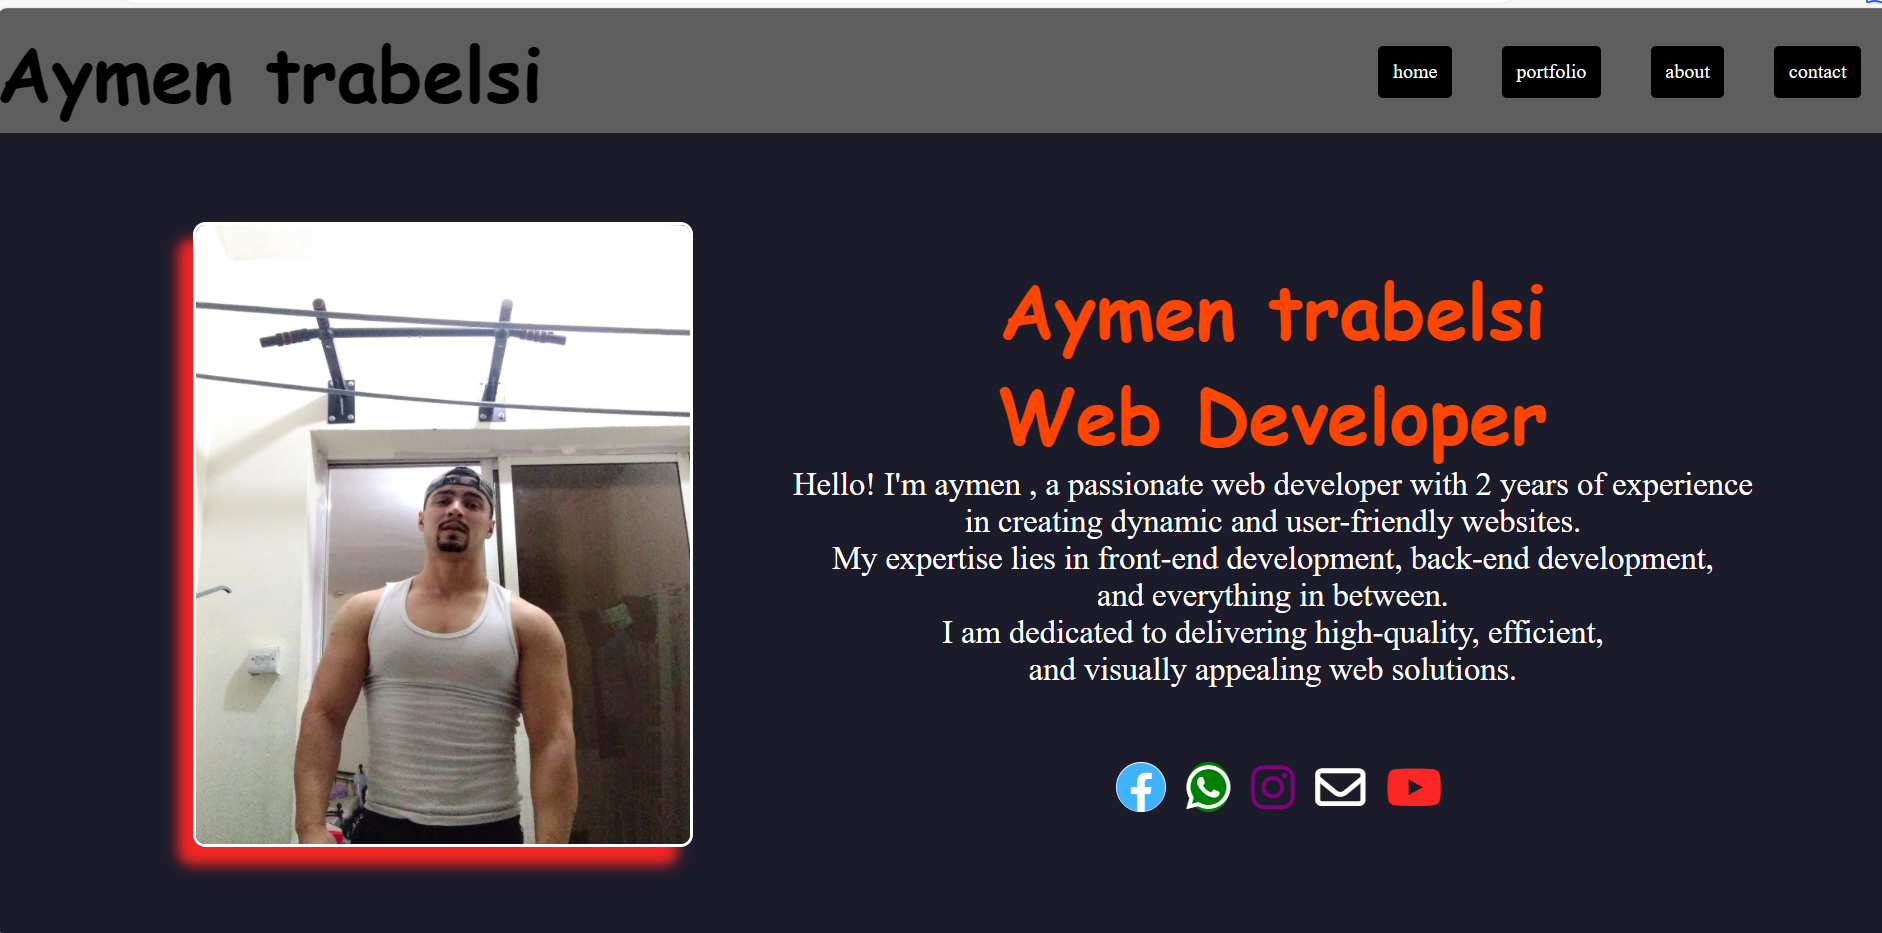 Aymen trabelsi
home
portfolio
about
contact
Aymen trabelsi
Web Developer
Hello! I'm aymen , a passionate web developer with 2 years of experience
in creating dynamic and user-friendly websites.
My expertise lies in front-end development, back-end development,
and everything in between.
I am dedicated to delivering high-quality, efficient,
and visually appealing web solutions.